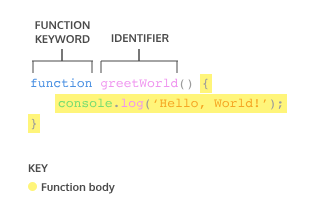 FUNCTION
KEYWORD
IDENTIFIER
function greetWorld() {
console.log(‘Hello, World!’);
}
KEY
Function body